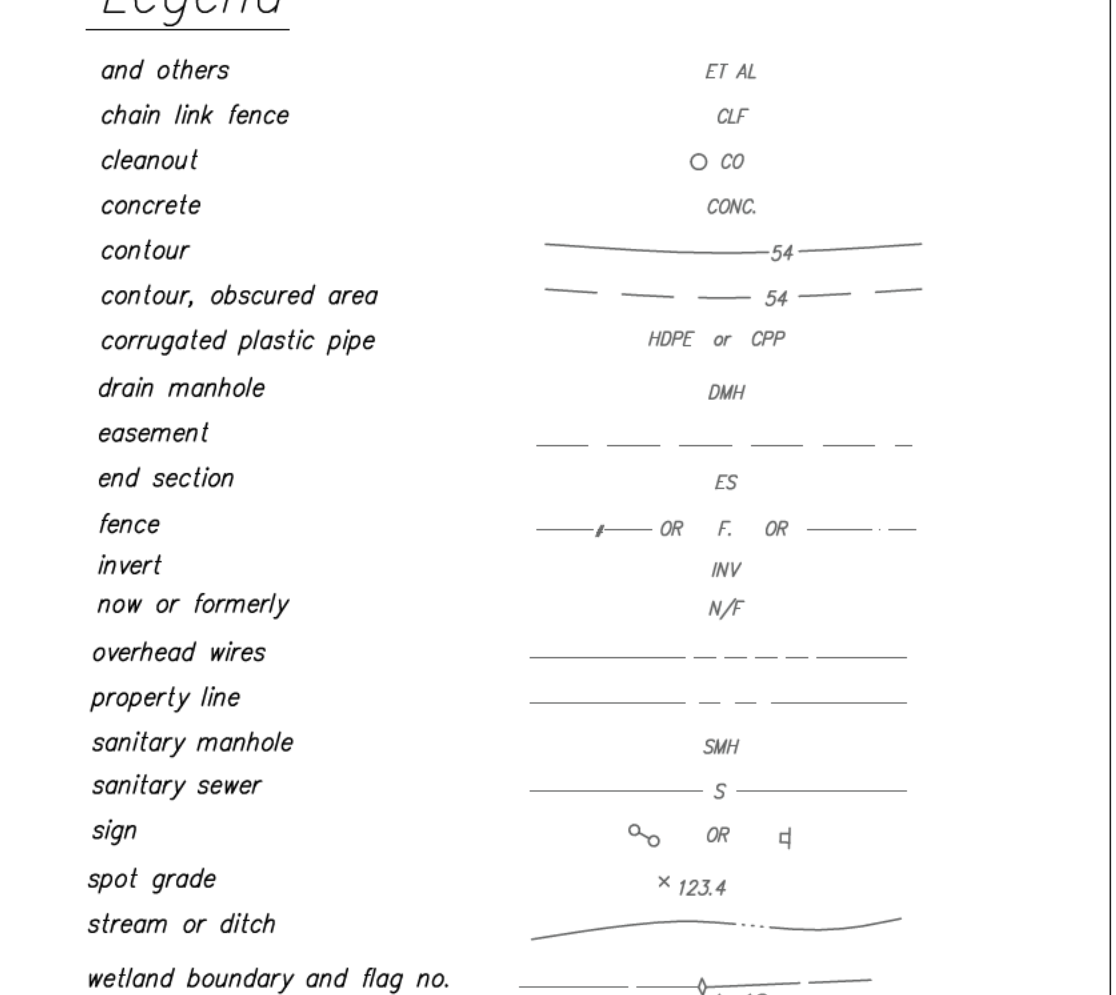 Legend
and others ET AL
chain link fence CLF
cleanout CO
concrete CONC.
contour 54
contour, obscured area 54
corrugated plastic pipe HDPE or CPP
drain manhole DMH
easement
end section ES
fence OR F. OR
invert INV
now or formerly N/F
overhead wires
property line
sanitary manhole SMH
sanitary sewer S
sign OR
spot grade × 123.4
stream or ditch
wetland boundary and flag no.